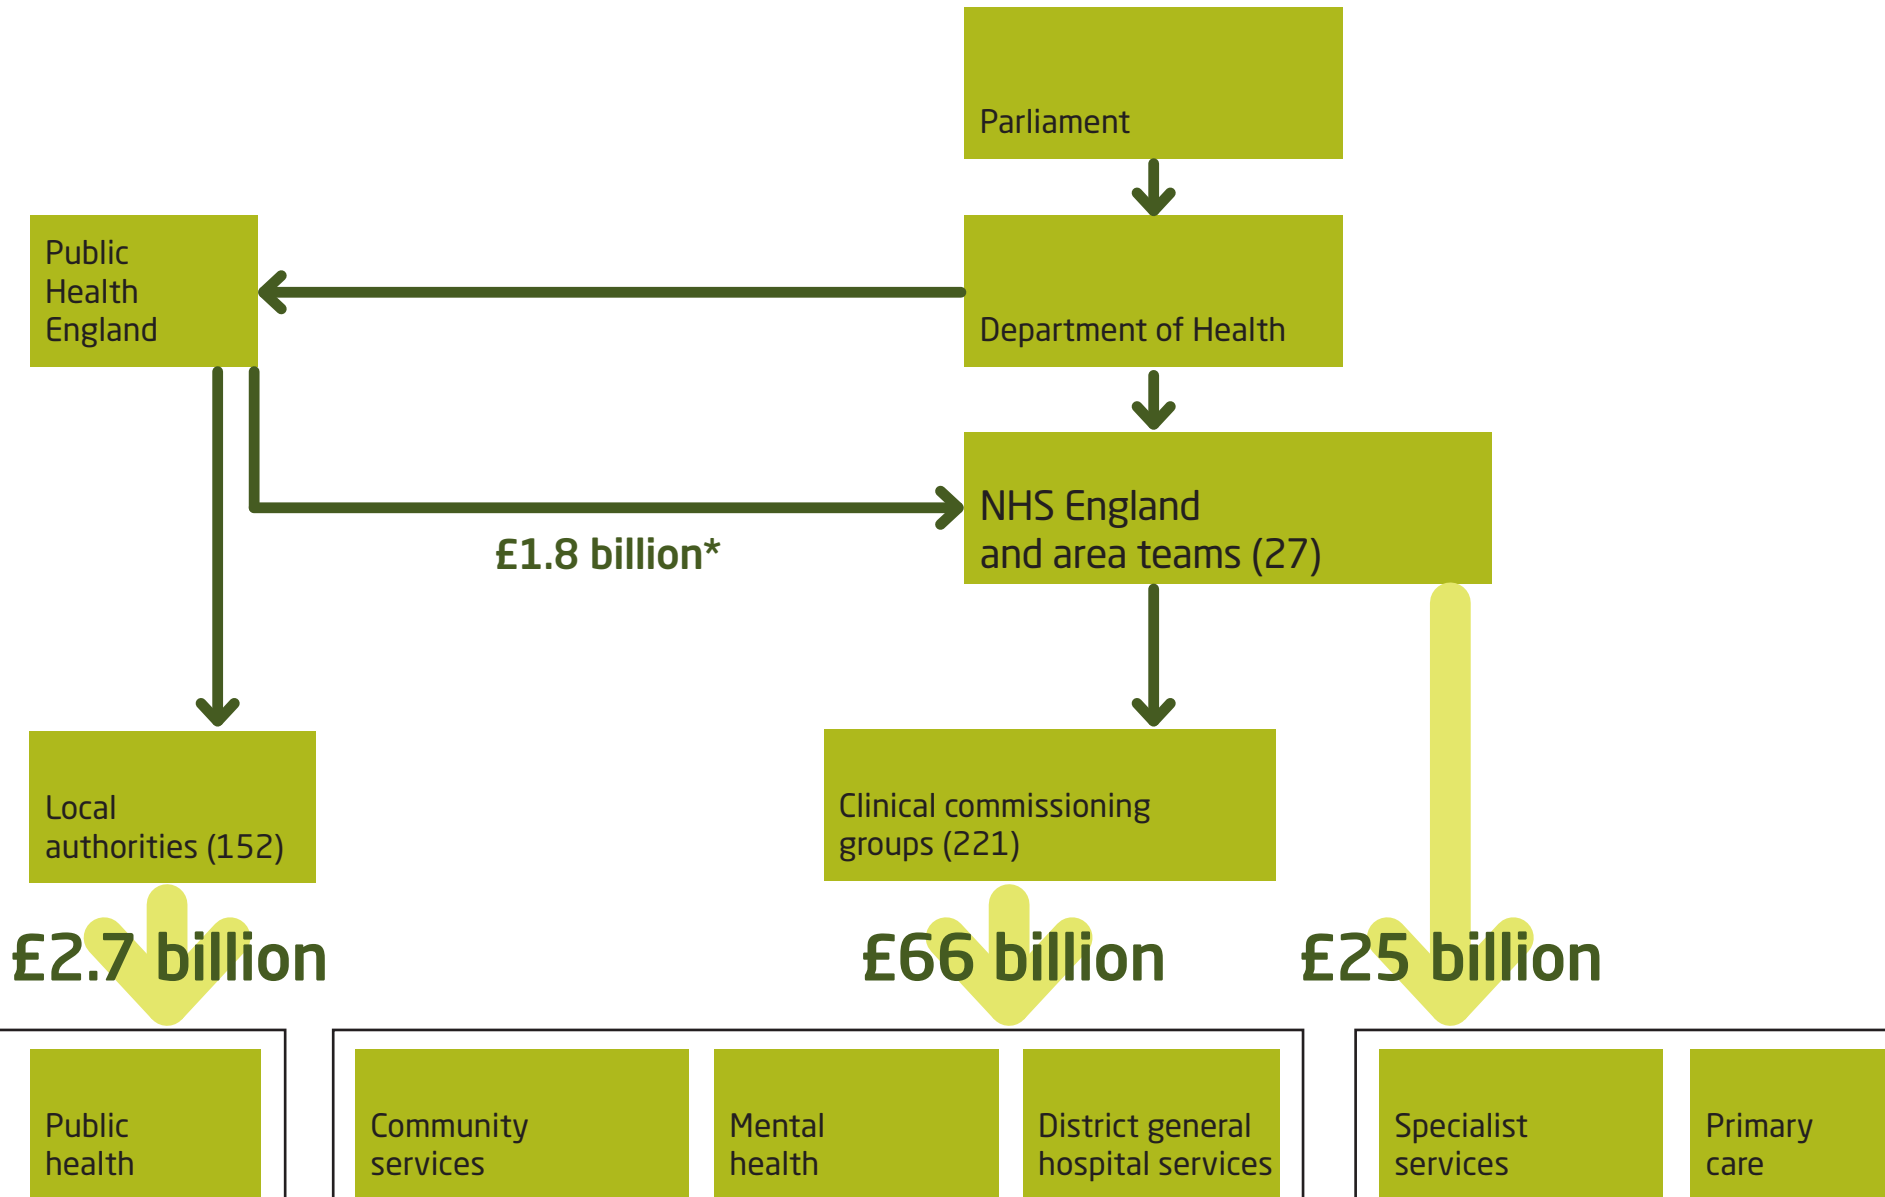 Parliament
Public
Health
England
Department of Health
NHS England
and area teams (27)
£1.8 billion*
Local
authorities (152)
Clinical commissioning
groups (221)
£2.7 billion
£66 billion
£25 billion
Public
health
Community
services
Mental
health
District general
hospital services
Specialist
services
Primary
care